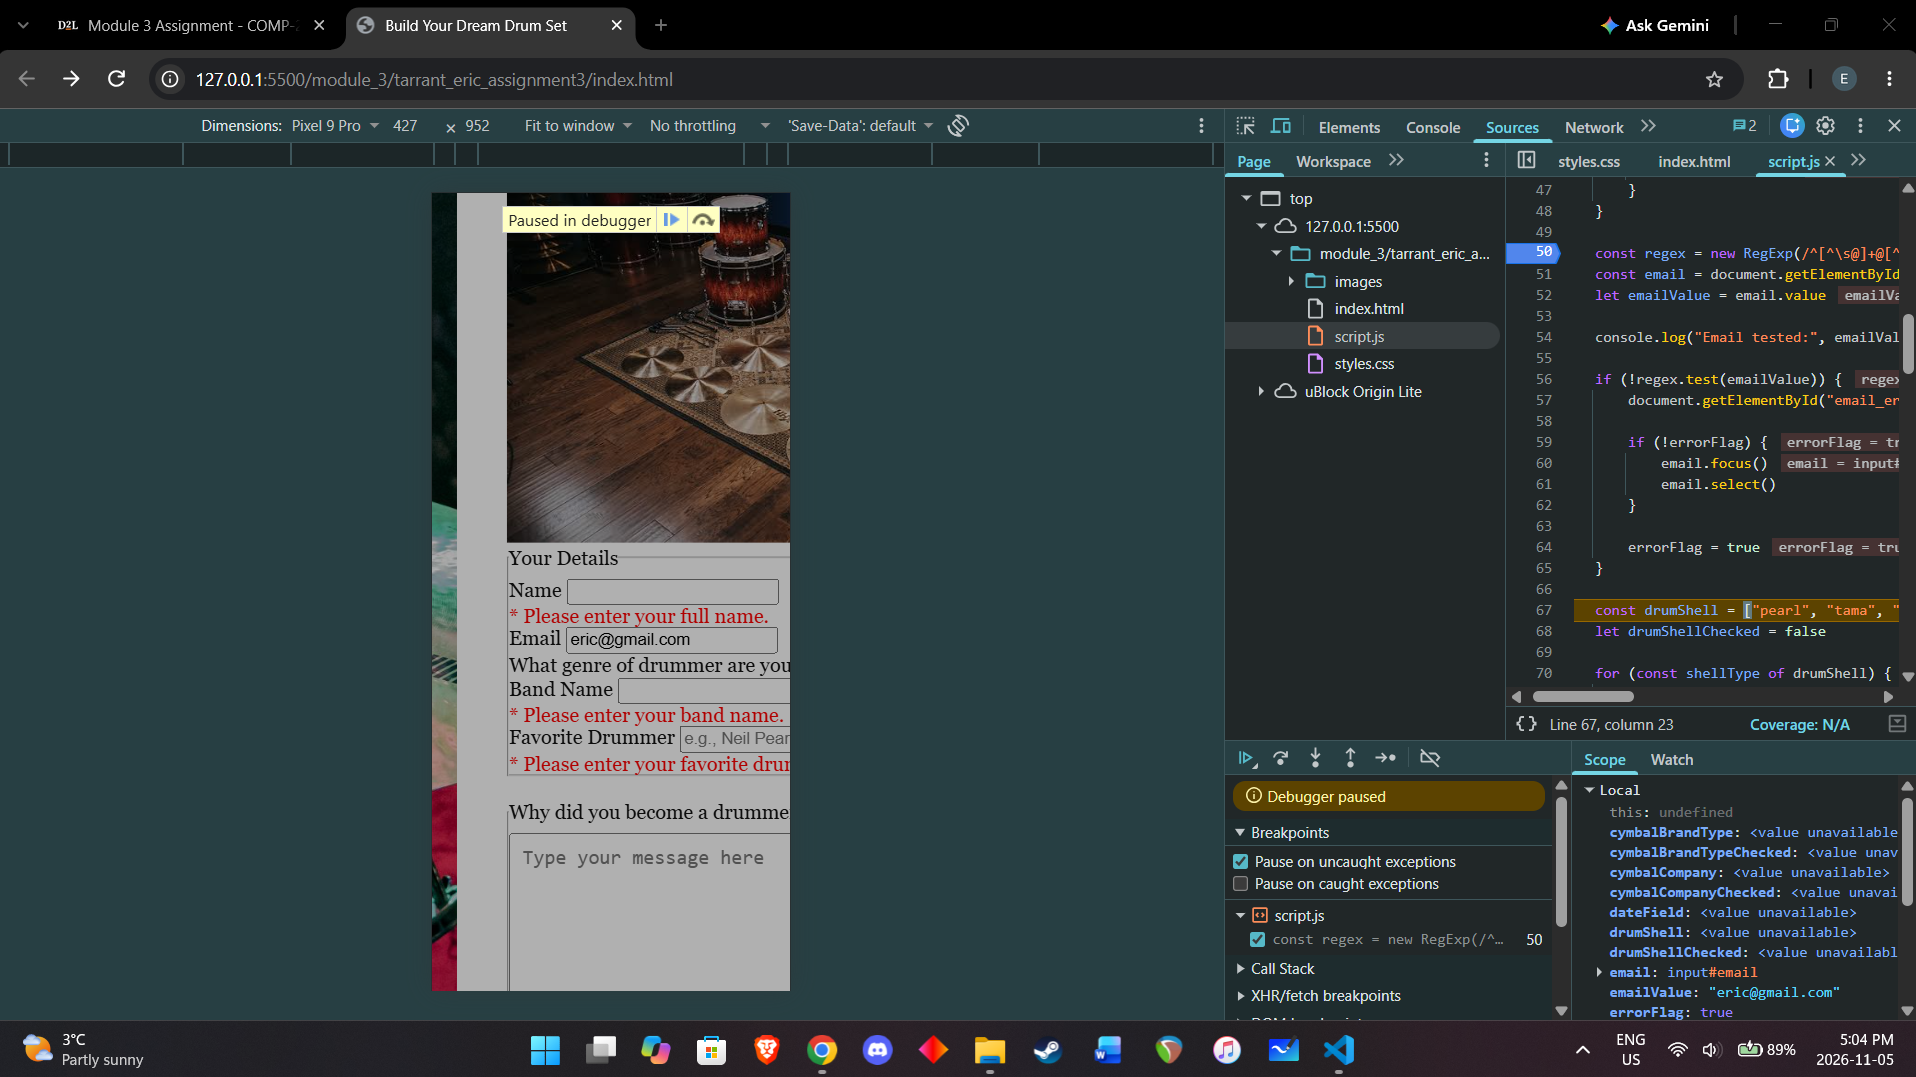 D2L Module 3 Assignment - COMP-
Build Your Dream Drum Set
Ask Gemini
127.0.0.1:5500/module_3/tarrant_eric_assignment3/index.html
E
Dimensions: Pixel 9 Pro 427 × 952 Fit to window No throttling 'Save-Data': default
Elements Console Sources Network 2
Page Workspace
styles.css index.html script.js
top
127.0.0.1:5500
module_3/tarrant_eric_a...
images
index.html
script.js
styles.css
uBlock Origin Lite
47 }
48 }
49
50 const regex = new RegExp(/^[^\s@]+@[^
51 const email = document.getElementById
52 let emailValue = email.value emailVa
53
54 console.log("Email tested:", emailVal
55
56 if (!regex.test(emailValue)) { regex
57 document.getElementById("email_er
58
59 if (!errorFlag) { errorFlag = tr
60 email.focus() email = input#
61 email.select()
62 }
63
64 errorFlag = true errorFlag = tru
65 }
66
67 const drumShell = ["pearl", "tama", "
68 let drumShellChecked = false
69
70 for (const shellType of drumShell) {
{} Line 67, column 23 Coverage: N/A
Paused in debugger
Your Details
Name
* Please enter your full name.
Email eric@gmail.com
What genre of drummer are you
Band Name
* Please enter your band name.
Favorite Drummer e.g., Neil Pear
* Please enter your favorite drur
Why did you become a drumme
Type your message here
Debugger paused
Breakpoints
Pause on uncaught exceptions
Pause on caught exceptions
script.js
const regex = new RegExp(/^… 50
Call Stack
XHR/fetch breakpoints
Scope Watch
Local
this: undefined
cymbalBrandType: <value unavailable
cymbalBrandTypeChecked: <value unav
cymbalCompany: <value unavailable>
cymbalCompanyChecked: <value unavai
dateField: <value unavailable>
drumShell: <value unavailable>
drumShellChecked: <value unavailabl
email: input#email
emailValue: "eric@gmail.com"
errorFlag: true
3°C
Partly sunny
ENG
US
89%
5:04 PM
2026-11-05